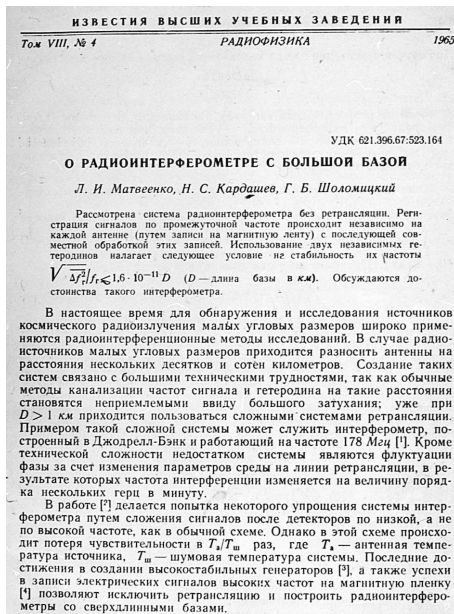 ИЗВЕСТИЯ ВЫСШИХ УЧЕБНЫХ ЗАВЕДЕНИЙ
Том VIII, № 4 РАДИОФИЗИКА 1965
УДК 621.396.67:523.164
О РАДИОИНТЕРФЕРОМЕТРЕ С БОЛЬШОЙ БАЗОЙ
Л. И. Матвеенко, Н. С. Кардашев, Г. Б. Шоломицкий
Рассмотрена система радиоинтерферометра без ретрансляции. Реги-
страция сигналов по промежуточной частоте происходит независимо на
каждой антенне (путем записи на магнитную ленту) с последующей сов-
местной обработкой этих записей. Использование двух независимых ге-
теродинов налагает следующее условие на стабильность их частоты
√Δf²г/fг ⩽ 1,6 · 10⁻¹¹ D (D — длина базы в км). Обсуждаются до-
стоинства такого интерферометра.
В настоящее время для обнаружения и исследования источников
космического радиоизлучения малых угловых размеров широко приме-
няются радиоинтерференционные методы исследований. В случае радио-
источников малых угловых размеров приходится разносить антенны на
расстояния нескольких десятков и сотен километров. Создание таких
систем связано с большими техническими трудностями, так как обычные
методы канализации частот сигнала и гетеродина на такие расстояния
становятся неприемлемыми ввиду большого затухания; уже при
D > 1 км приходится пользоваться сложными системами ретрансляции.
Примером такой сложной системы может служить интерферометр, по-
строенный в Джодрелл-Бэнк и работающий на частоте 178 Мгц [¹]. Кроме
технической сложности недостатком системы являются флуктуации
фазы за счет изменения параметров среды на линии ретрансляции, в ре-
зультате которых частота интерференции изменяется на величину поряд-
ка нескольких герц в минуту.
В работе [²] делается попытка некоторого упрощения системы интер-
ферометра путем сложения сигналов после детекторов по низкой, а не
по высокой частоте, как в обычной схеме. Однако в этой схеме происхо-
дит потеря чувствительности в Tа/Tш раз, где Tа — антенная темпе-
ратура источника, Tш — шумовая температура системы. Последние до-
стижения в создании высокостабильных генераторов [³], а также успехи
в записи электрических сигналов высоких частот на магнитную пленку
[⁴] позволяют исключить ретрансляцию и построить радиоинтерферо-
метры со сверхдлинными базами.